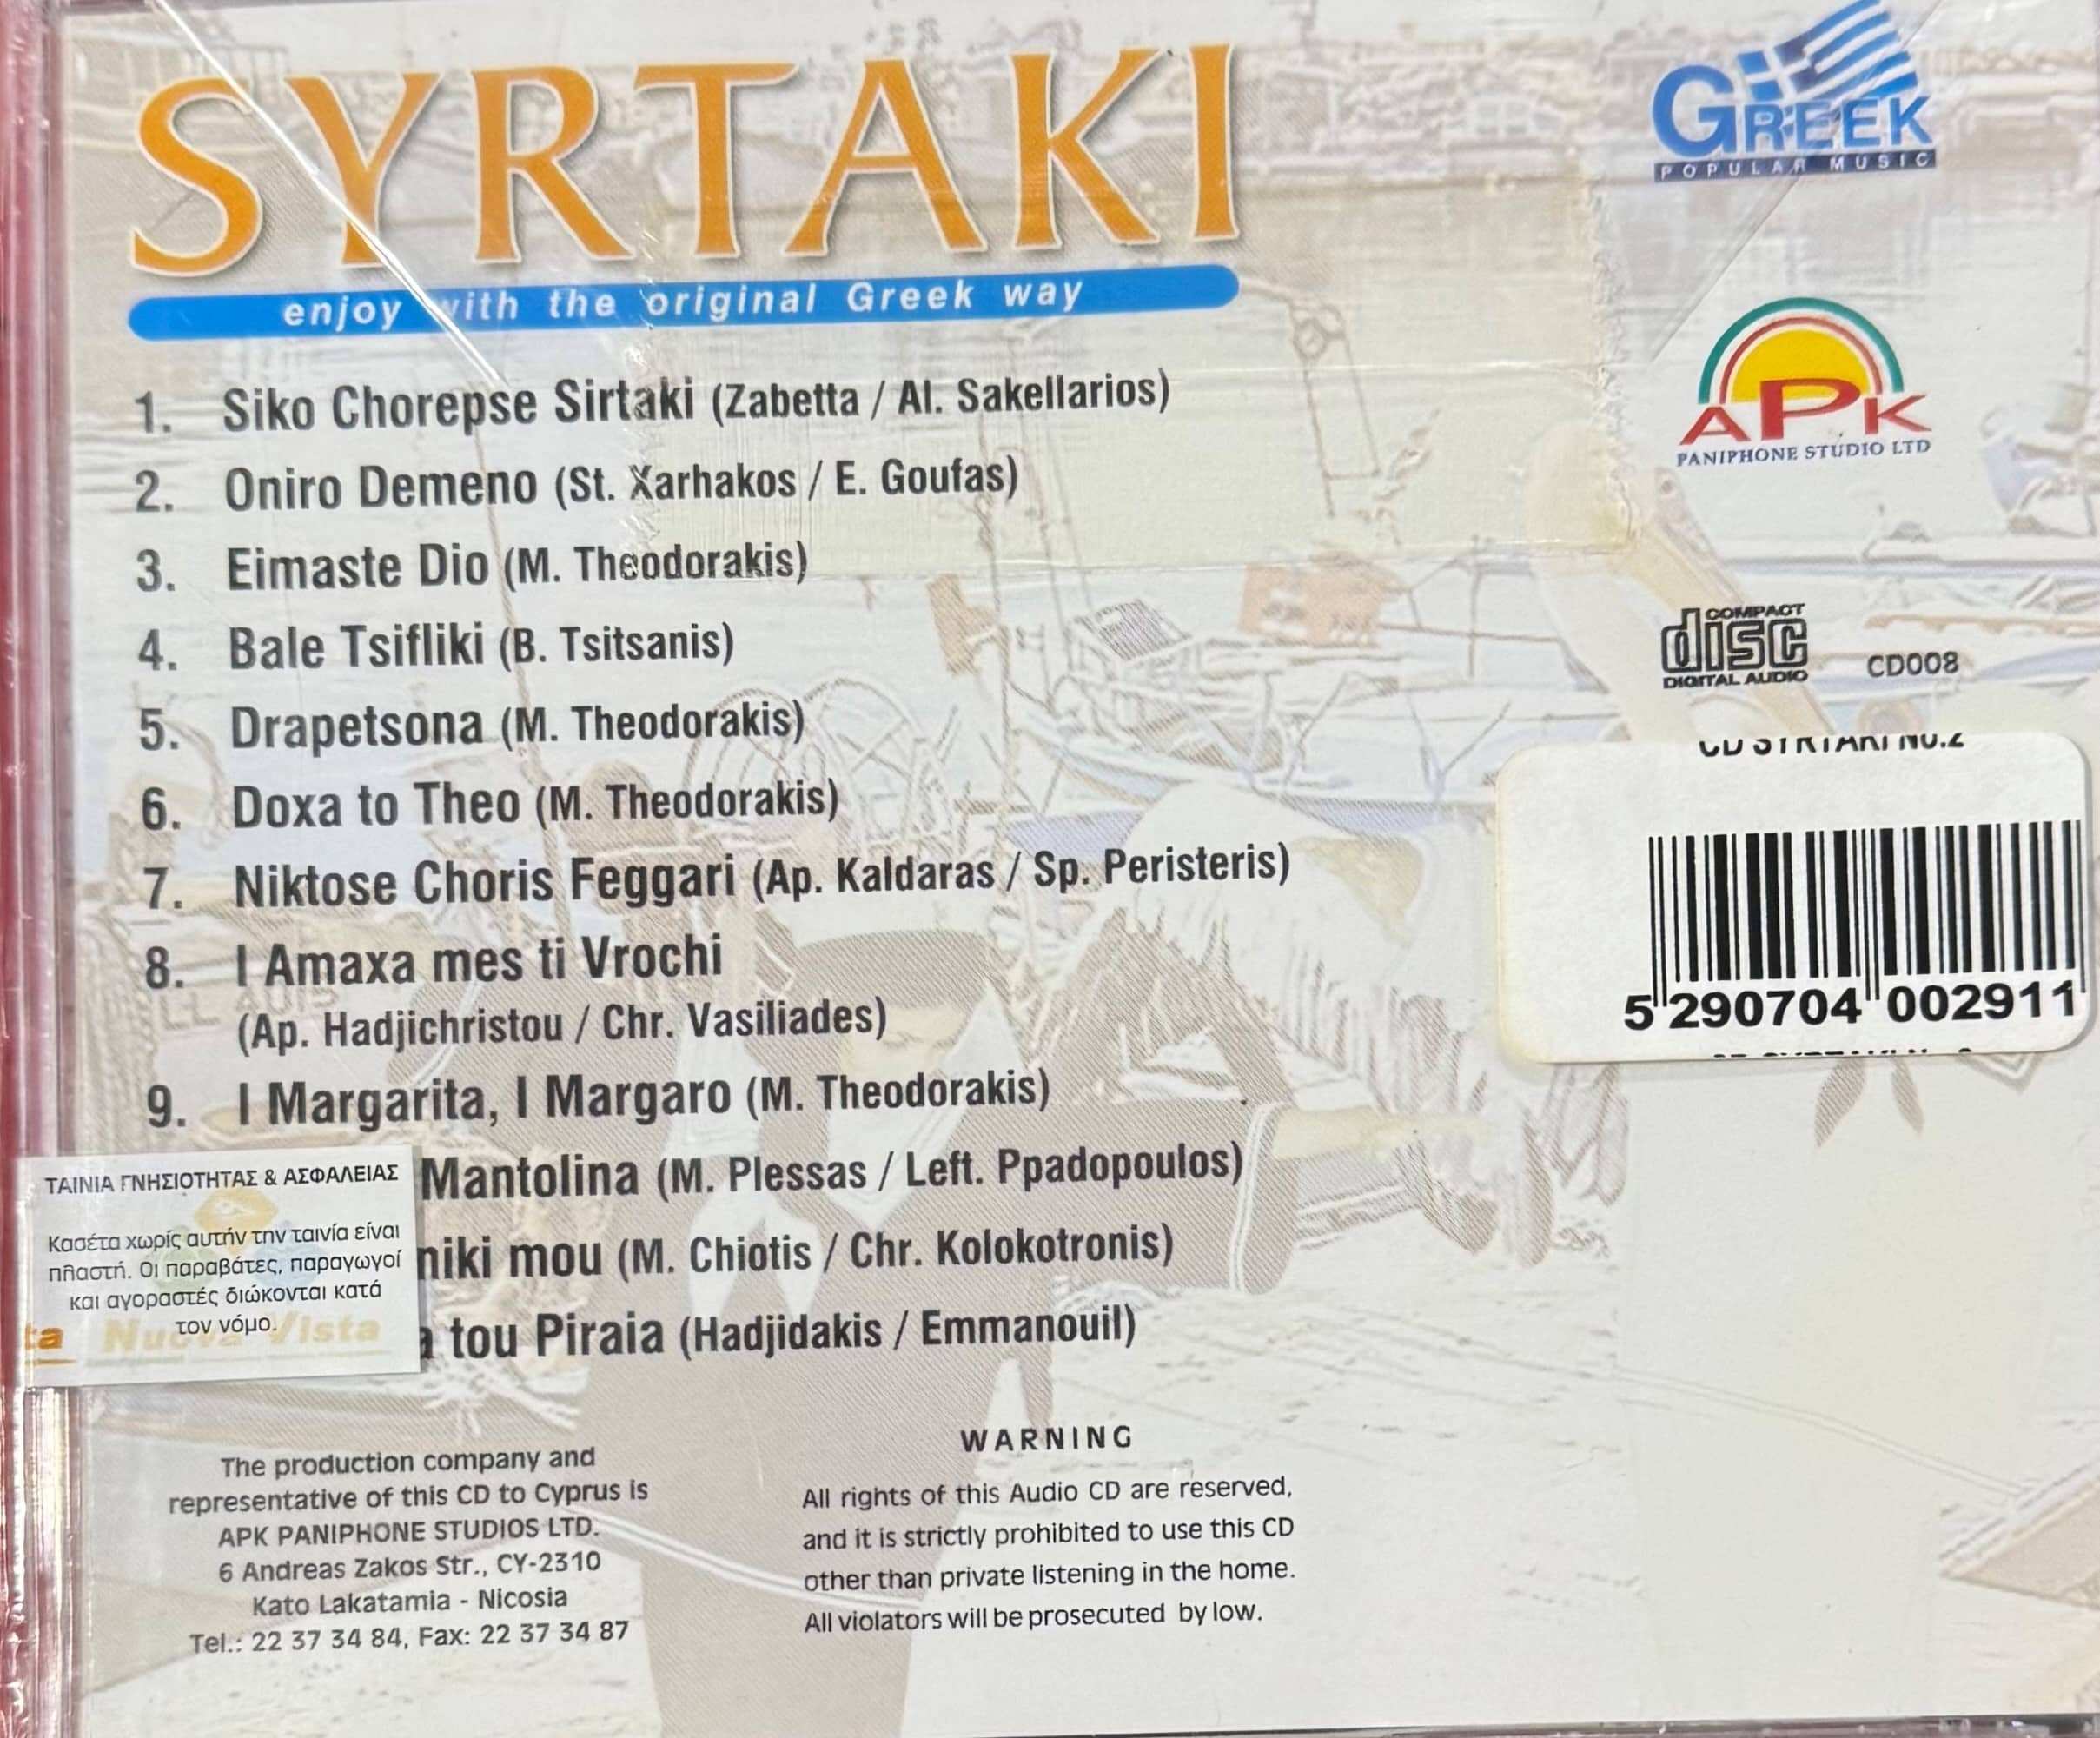 SYRTAKI
enjoy with the original Greek way
GREEK
POPULAR MUSIC
APK
PANIPHONE STUDIO LTD
1. Siko Chorepse Sirtaki (Zabetta / Al. Sakellarios)
2. Oniro Demeno (St. Xarhakos / E. Goufas)
3. Eimaste Dio (M. Theodorakis)
4. Bale Tsifliki (B. Tsitsanis)
5. Drapetsona (M. Theodorakis)
6. Doxa to Theo (M. Theodorakis)
7. Niktose Choris Feggari (Ap. Kaldaras / Sp. Peristeris)
8. I Amaxa mes ti Vrochi
(Ap. Hadjichristou / Chr. Vasiliades)
9. I Margarita, I Margaro (M. Theodorakis)
Mantolina (M. Plessas / Left. Ppadopoulos)
niki mou (M. Chiotis / Chr. Kolokotronis)
a tou Piraia (Hadjidakis / Emmanouil)
COMPACT
disc
DIGITAL AUDIO
CD008
CD SYRTAKI NO.2
5 290704 002911
ΤΑΙΝΙΑ ΓΝΗΣΙΟΤΗΤΑΣ & ΑΣΦΑΛΕΙΑΣ
Κασέτα χωρίς αυτήν την ταινία είναι
πλαστή. Οι παραβάτες, παραγωγοί
και αγοραστές διώκονται κατά
τον νόμο.
ta Nuova Vista
The production company and
representative of this CD to Cyprus is
APK PANIPHONE STUDIOS LTD.
6 Andreas Zakos Str., CY-2310
Kato Lakatamia - Nicosia
Tel.: 22 37 34 84, Fax: 22 37 34 87
WARNING
All rights of this Audio CD are reserved,
and it is strictly prohibited to use this CD
other than private listening in the home.
All violators will be prosecuted by low.